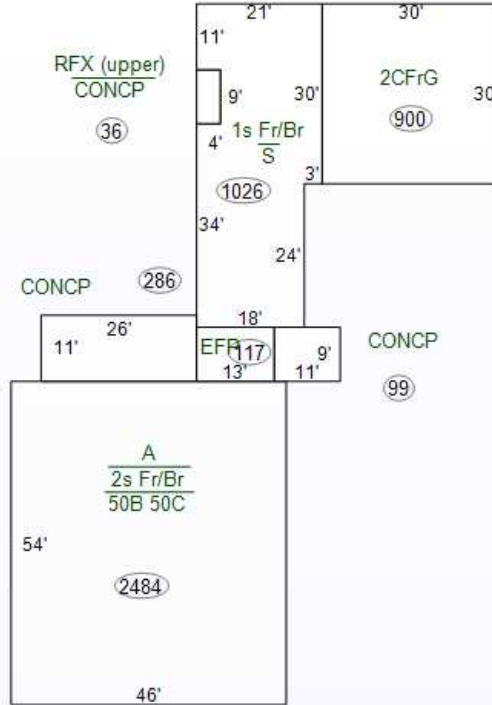 21'
30'
11'
RFX (upper)
CONCP
36
9'
30'
2CFrG
900
30
4'
1s Fr/Br
S
3'
1026
34'
24'
286
CONCP
26'
11'
18'
EFP
117
13'
9'
11'
CONCP
99
A
2s Fr/Br
50B 50C
54'
2484
46'